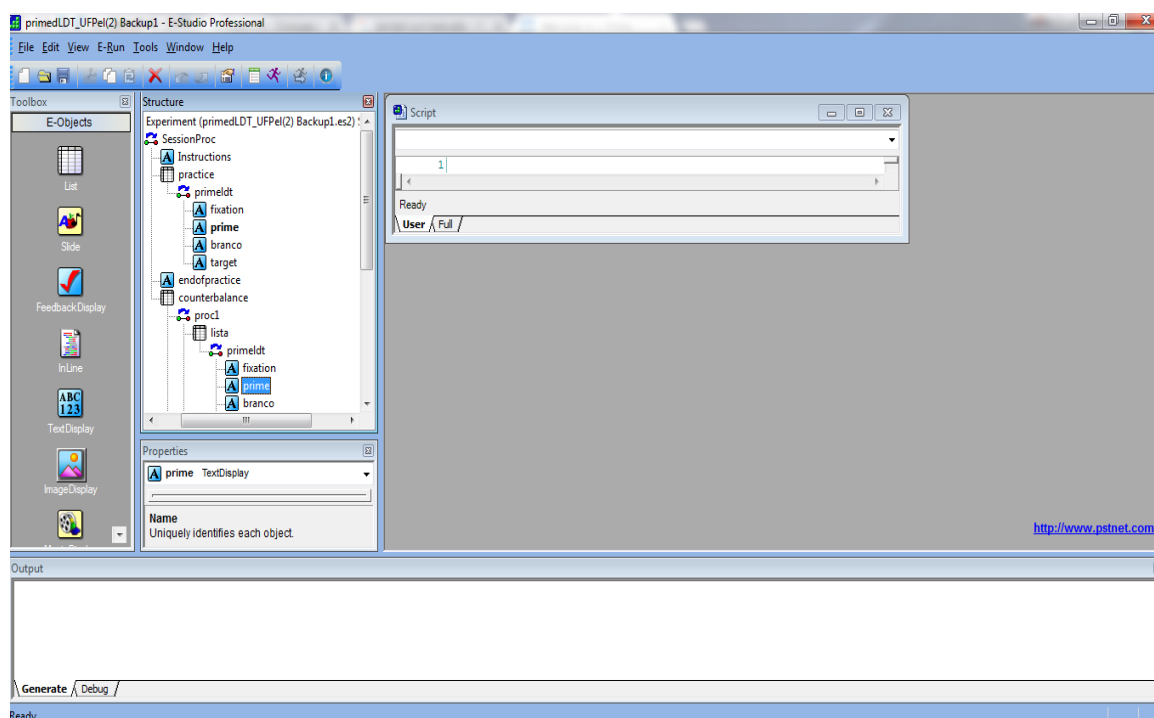 primedLDT_UFPel(2) Backup1 - E-Studio Professional
File Edit View E-Run Tools Window Help
Toolbox
E-Objects
List
Slide
FeedbackDisplay
InLine
ABC
123
TextDisplay
ImageDisplay
Structure
Experiment (primedLDT_UFPel(2) Backup1.es2)
SessionProc
A Instructions
practice
primeldt
A fixation
A prime
A branco
A target
A endofpractice
counterbalance
proc1
lista
primeldt
A fixation
A prime
A branco
Properties
A prime TextDisplay
Name
Uniquely identifies each object.
Script
1
Ready
User Full
http://www.pstnet.com
Output
Generate Debug
Ready